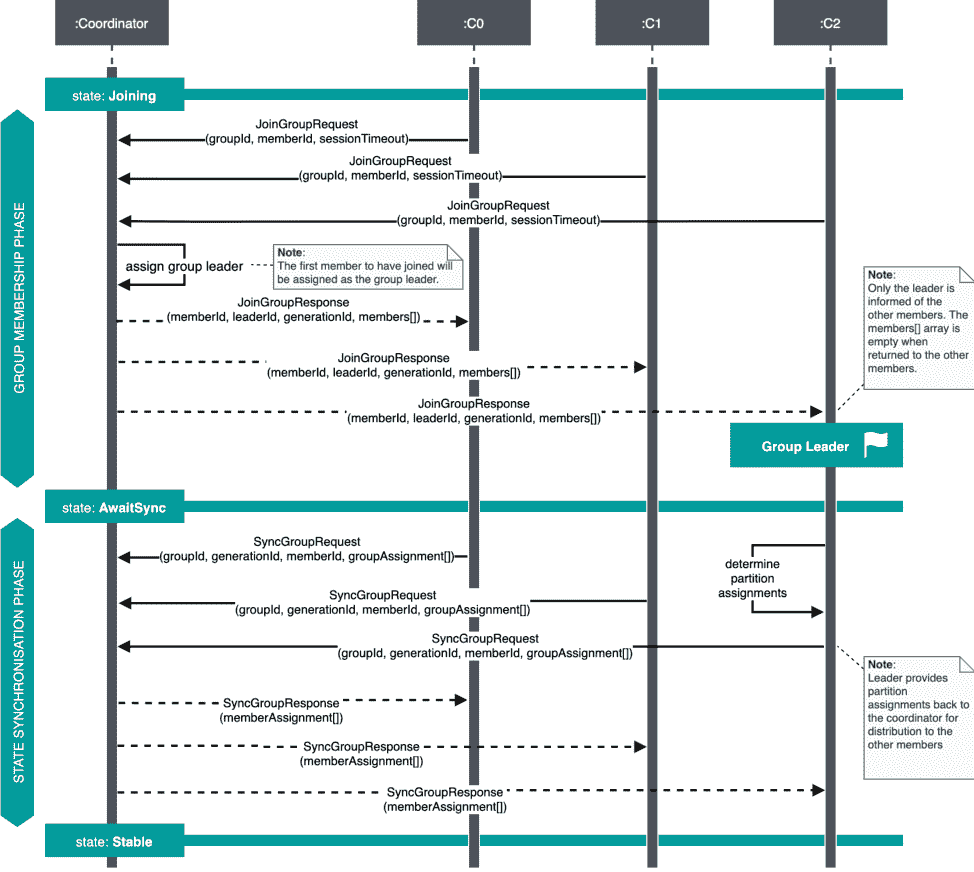 :Coordinator
:C0
:C1
:C2
state: Joining
GROUP MEMBERSHIP PHASE
JoinGroupRequest
(groupId, memberId, sessionTimeout)
JoinGroupRequest
(groupId, memberId, sessionTimeout)
JoinGroupRequest
(groupId, memberId, sessionTimeout)
assign group leader
Note:
The first member to have joined will
be assigned as the group leader.
Note:
Only the leader is
informed of the
other members. The
members[] array is
empty when
returned to the other
members.
JoinGroupResponse
(memberId, leaderId, generationId, members[])
JoinGroupResponse
(memberId, leaderId, generationId, members[])
JoinGroupResponse
(memberId, leaderId, generationId, members[])
Group Leader
state: AwaitSync
STATE SYNCHRONISATION PHASE
SyncGroupRequest
(groupId, generationId, memberId, groupAssignment[])
determine
partition
assignments
SyncGroupRequest
(groupId, generationId, memberId, groupAssignment[])
SyncGroupRequest
(groupId, generationId, memberId, groupAssignment[])
Note:
Leader provides
partition
assignments back to
the coordinator for
distribution to the
other members
SyncGroupResponse
(memberAssignment[])
SyncGroupResponse
(memberAssignment[])
SyncGroupResponse
(memberAssignment[])
state: Stable